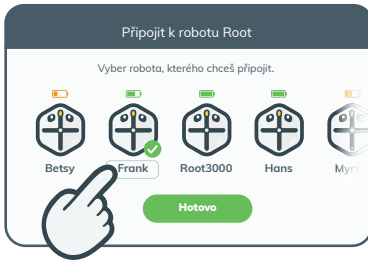 Připojit k robotu Root
Vyber robota, kterého chceš připojit.
Betsy Frank Root3000 Hans
Hotovo